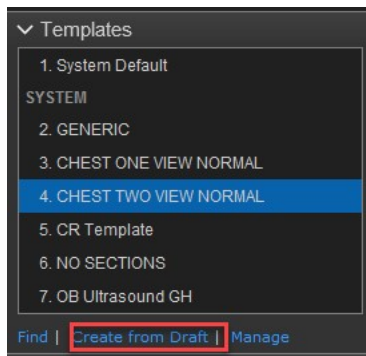 Templates
1. System Default
SYSTEM
2. GENERIC
3. CHEST ONE VIEW NORMAL
4. CHEST TWO VIEW NORMAL
5. CR Template
6. NO SECTIONS
7. OB Ultrasound GH
Find | Create from Draft | Manage